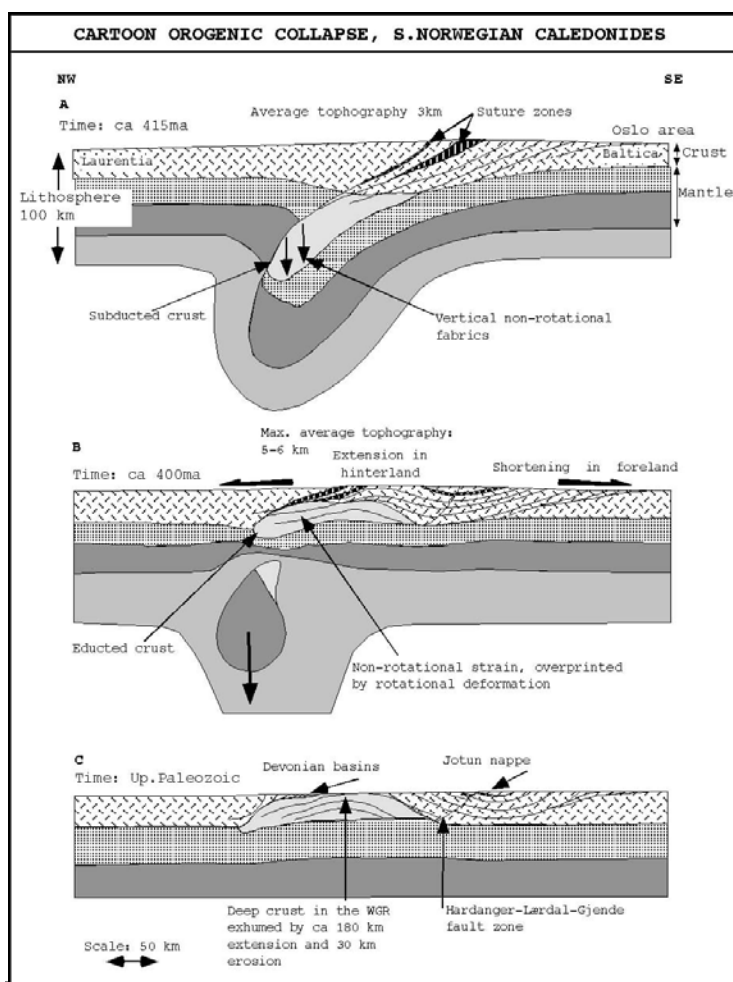 CARTOON OROGENIC COLLAPSE, S.NORWEGIAN CALEDONIDES
NW
SE
A
Time: ca 415ma
Average topography 3km
Suture zones
Oslo area
Laurentia
Baltica
Crust
Mantle
Lithosphere
100 km
Subducted crust
Vertical non-rotational
fabrics
Max. average topography:
5-6 km
B
Time: ca 400ma
Extension in
hinterland
Shortening in foreland
Educted crust
Non-rotational strain, overprinted
by rotational deformation
C
Time: Up.Paleozoic
Devonian basins
Jotun nappe
Deep crust in the WGR
exhumed by ca 180 km
extension and 30 km
erosion
Hardanger-Lærdal-Gjende
fault zone
Scale: 50 km